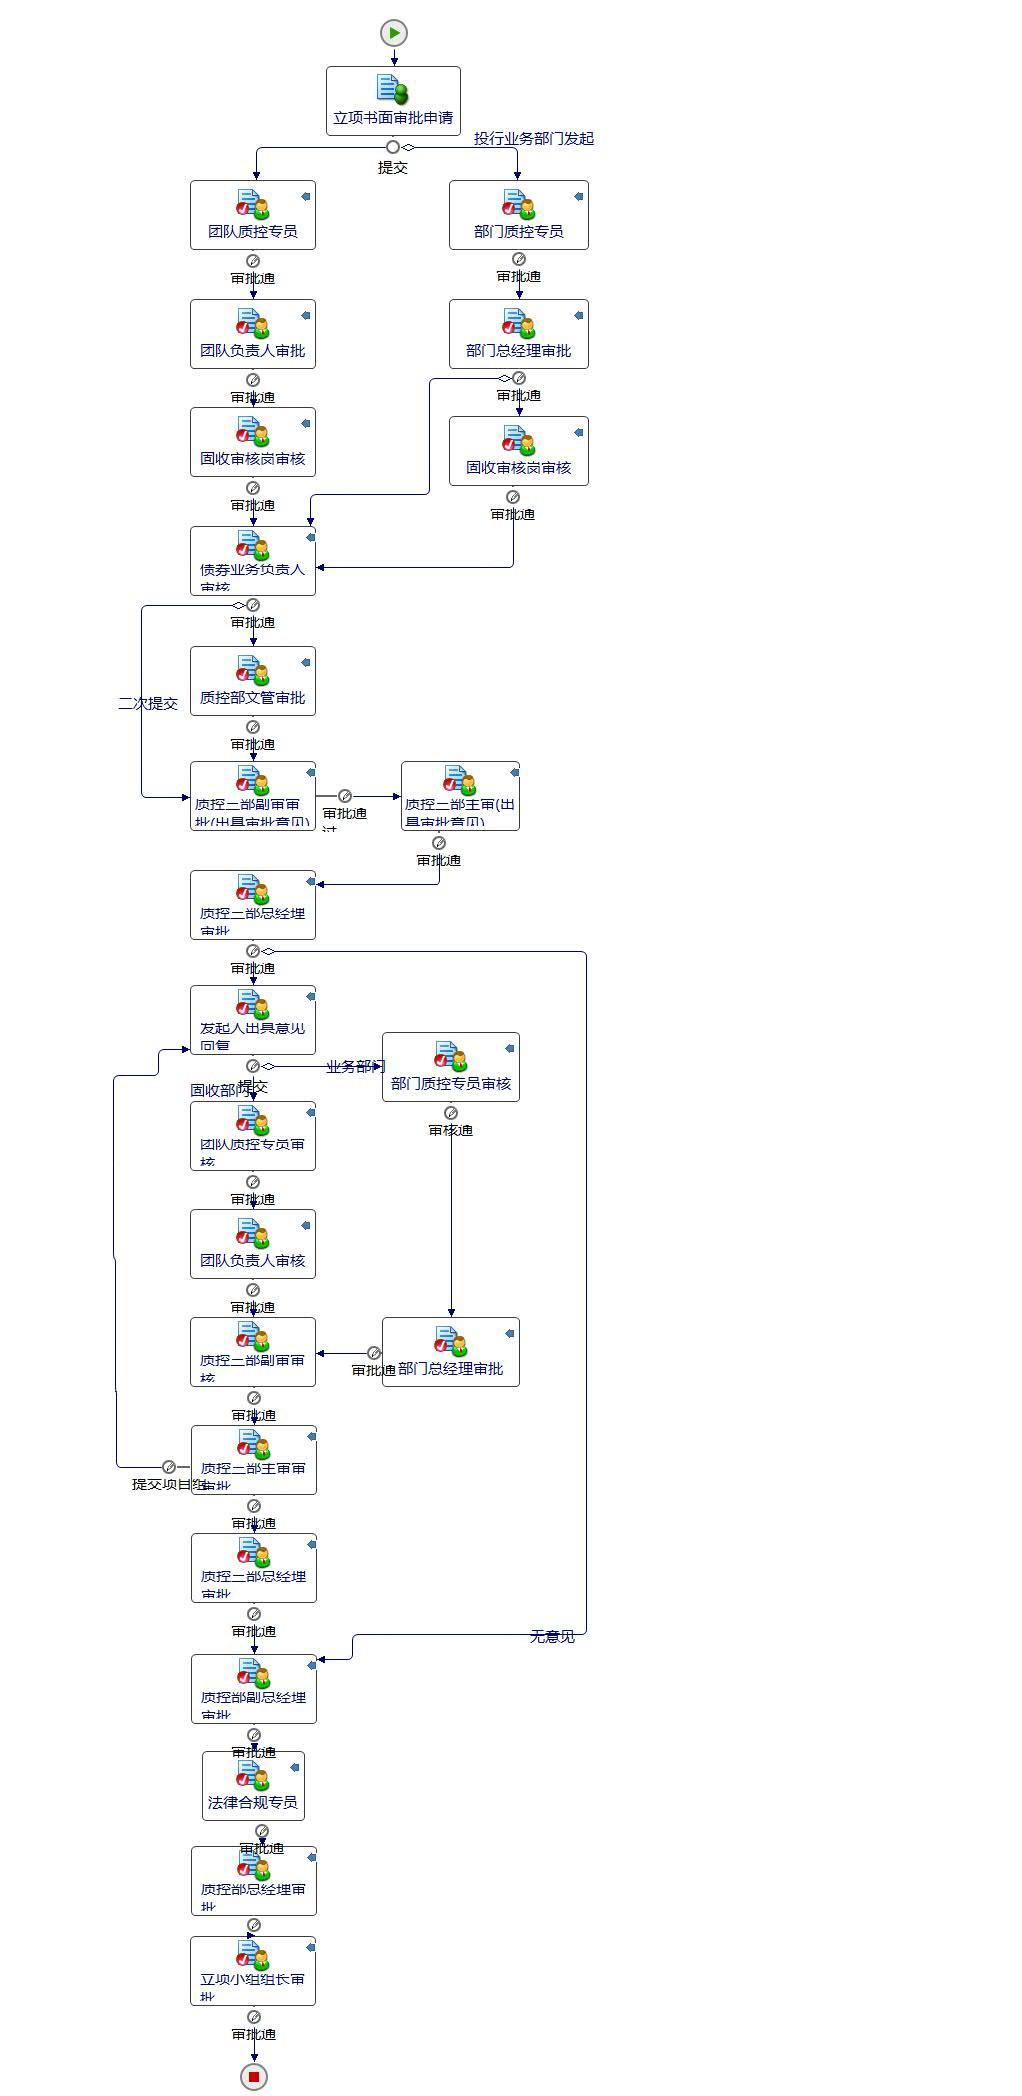 立项书面审批申请
投行业务部门发起
提交
团队质控专员
部门质控专员
审批通
审批通
团队负责人审批
部门总经理审批
审批通
审批通
固收审核岗审核
固收审核岗审核
审批通
审批通
债券业务负责人
审核
审批通
质控部文管审批
二次提交
审批通
质控三部副审审
批(出具审批意见)
审批通
过
质控三部主审(出
具审批意见)
审批通
质控三部总经理
审批
审批通
发起人出具意见
回复
业务部门
提交
固收部门
部门质控专员审核
团队质控专员审
核
审核通
审批通
团队负责人审核
审批通
质控三部副审审
核
审批通
部门总经理审批
审批通
质控三部主审审
审批
提交项目组
审批通
质控三部总经理
审批
审批通
无意见
质控部副总经理
审批
审批通
法律合规专员
审批通
质控部总经理审
批
立项小组组长审
批
审批通